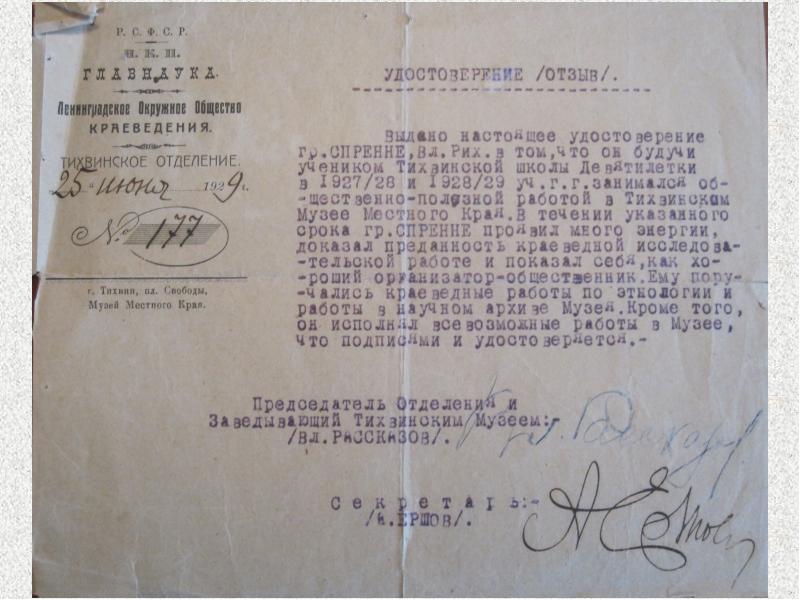 Р. С. Ф. С. Р.
Н. К. П.
ГЛАВНАУКА.
Ленинградское Окружное Общество
КРАЕВЕДЕНИЯ.
ТИХВИНСКОЕ ОТДЕЛЕНИЕ.
25 "июня 1929 г.
№ 177
г. Тихвин, пл. Свободы,
Музей Местного Края.
УДОСТОВЕРЕНИЕ /ОТЗЫВ/.
Выдано настоящее удостоверение
гр.СПРЕННЕ,Вл.Рих.в том,что он будучи
учеником Тихвинской школы Девятилетки
в 1927/28 и 1928/29 уч.г.г.занимался об-
-щественно-полезной работой в Тихвинском
Музее Местного Края.В течении указанного
срока гр.СПРЕННЕ проявил много энергии,
доказал преданность краеведной исследова-
-тельской работе и показал себя,как хо-
-роший организатор-общественник.Ему пору-
-чались краеведные работы по этнологии и
работы в научном архиве Музея.Кроме того,
он исполнял всевозможные работы в Музее,
что подписями и удостоверяется.-
Председатель Отделения и
Заведывающий Тихвинским Музеем:-
/ВЛ.РАССКАЗОВ/.
Секретарь:-
/А.ЕРШОВ/.